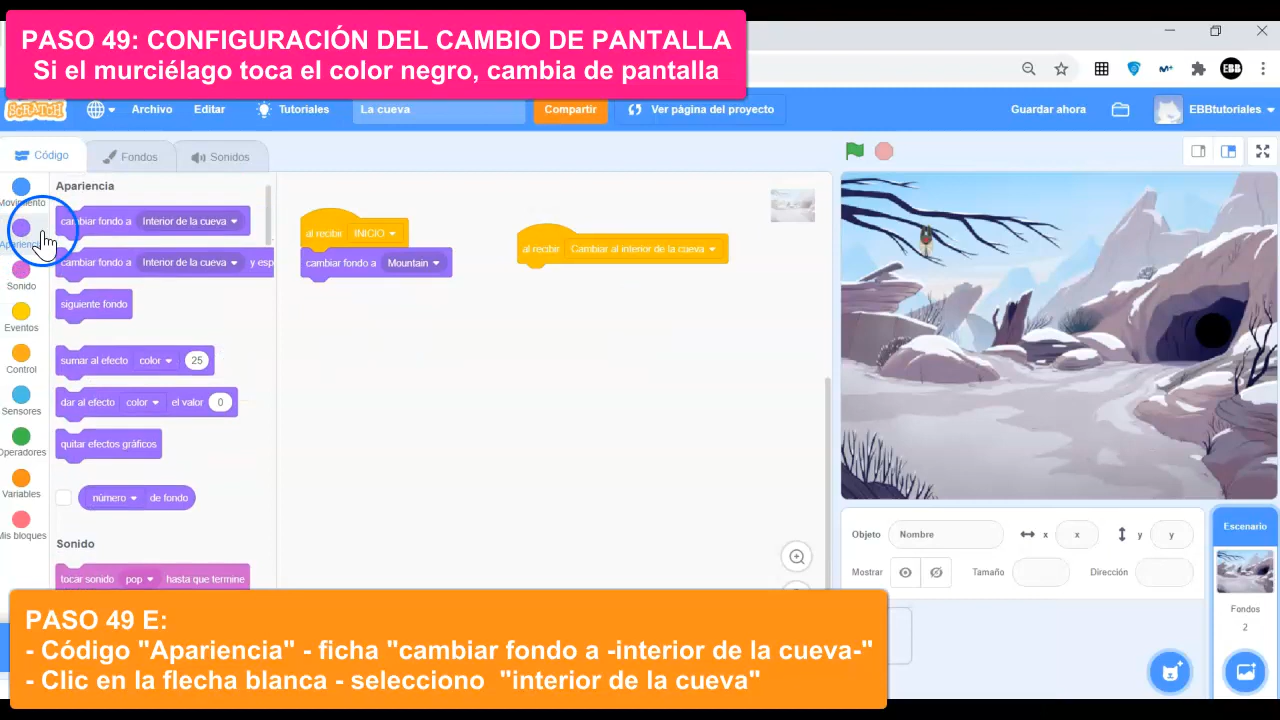 PASO 49: CONFIGURACIÓN DEL CAMBIO DE PANTALLA
Si el murciélago toca el color negro, cambia de pantalla
EBB
SCRATCH
Archivo
Editar
Tutoriales
La cueva
Compartir
Ver página del proyecto
Guardar ahora
EBBtutoriales
Código
Fondos
Sonidos
Movimiento
Apariencia
Sonido
Eventos
Control
Sensores
Operadores
Variables
Mis bloques
Apariencia
cambiar fondo a Interior de la cueva
cambiar fondo a Interior de la cueva y esp
siguiente fondo
sumar al efecto color 25
dar al efecto color el valor 0
quitar efectos gráficos
número de fondo
Sonido
tocar sonido pop hasta que termine
al recibir INICIO
cambiar fondo a Mountain
al recibir Cambiar al interior de la cueva
Objeto
Nombre
x
x
y
y
Mostrar
Tamaño
Dirección
Escenario
Fondos
2
PASO 49 E:
- Código "Apariencia" - ficha "cambiar fondo a -interior de la cueva-"
- Clic en la flecha blanca - selecciono "interior de la cueva"